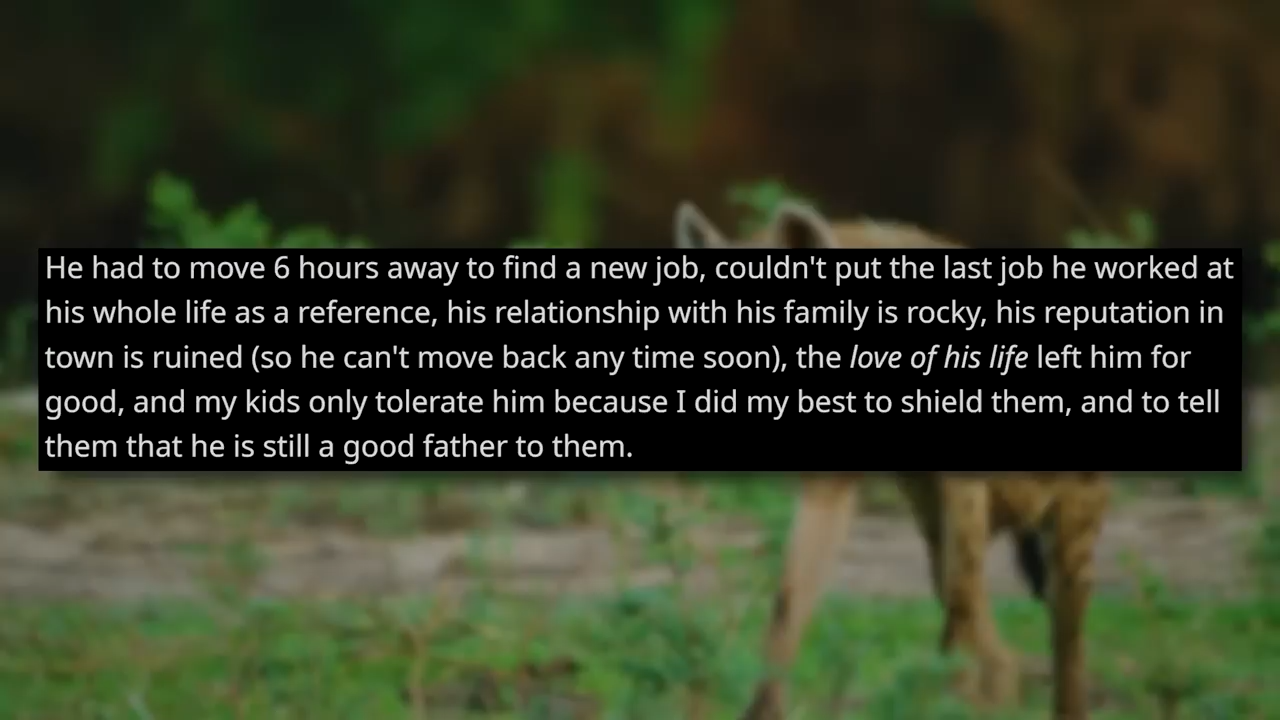 He had to move 6 hours away to find a new job, couldn't put the last job he worked at
his whole life as a reference, his relationship with his family is rocky, his reputation in
town is ruined (so he can't move back any time soon), the love of his life left him for
good, and my kids only tolerate him because I did my best to shield them, and to tell
them that he is still a good father to them.